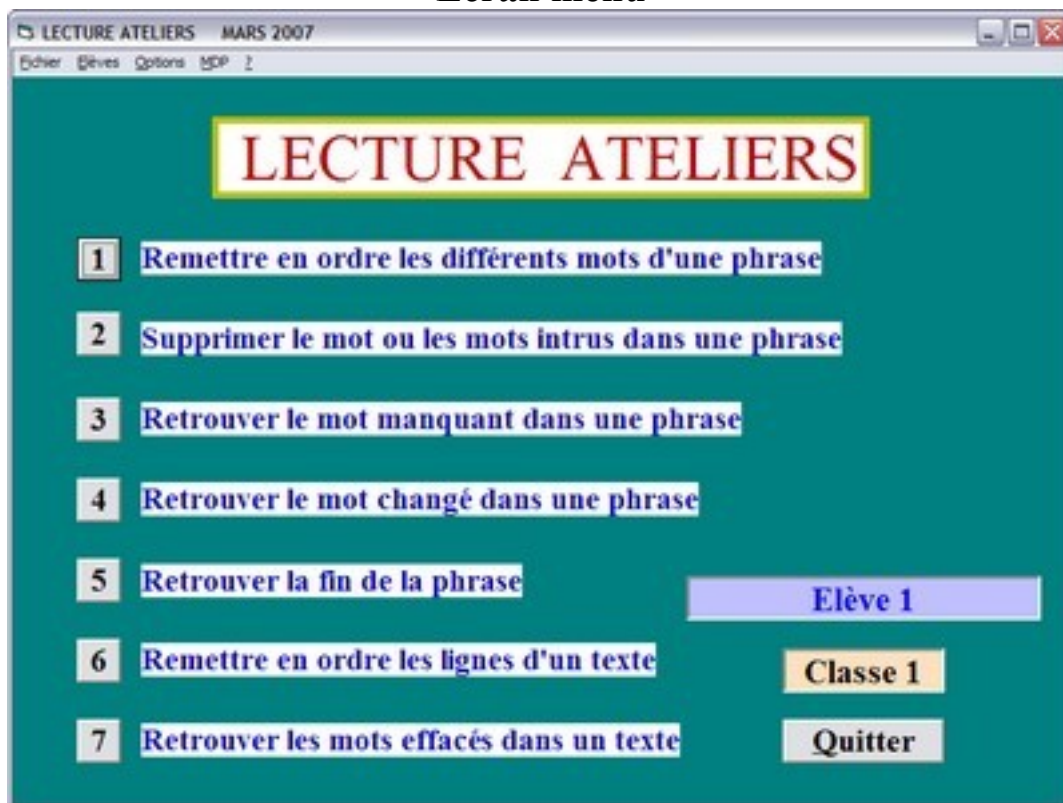 LECTURE ATELIERS MARS 2007
Fichier Elèves Options MDP ?
LECTURE ATELIERS
1 Remettre en ordre les différents mots d'une phrase
2 Supprimer le mot ou les mots intrus dans une phrase
3 Retrouver le mot manquant dans une phrase
4 Retrouver le mot changé dans une phrase
5 Retrouver la fin de la phrase
Elève 1
6 Remettre en ordre les lignes d'un texte
Classe 1
7 Retrouver les mots effacés dans un texte
Quitter